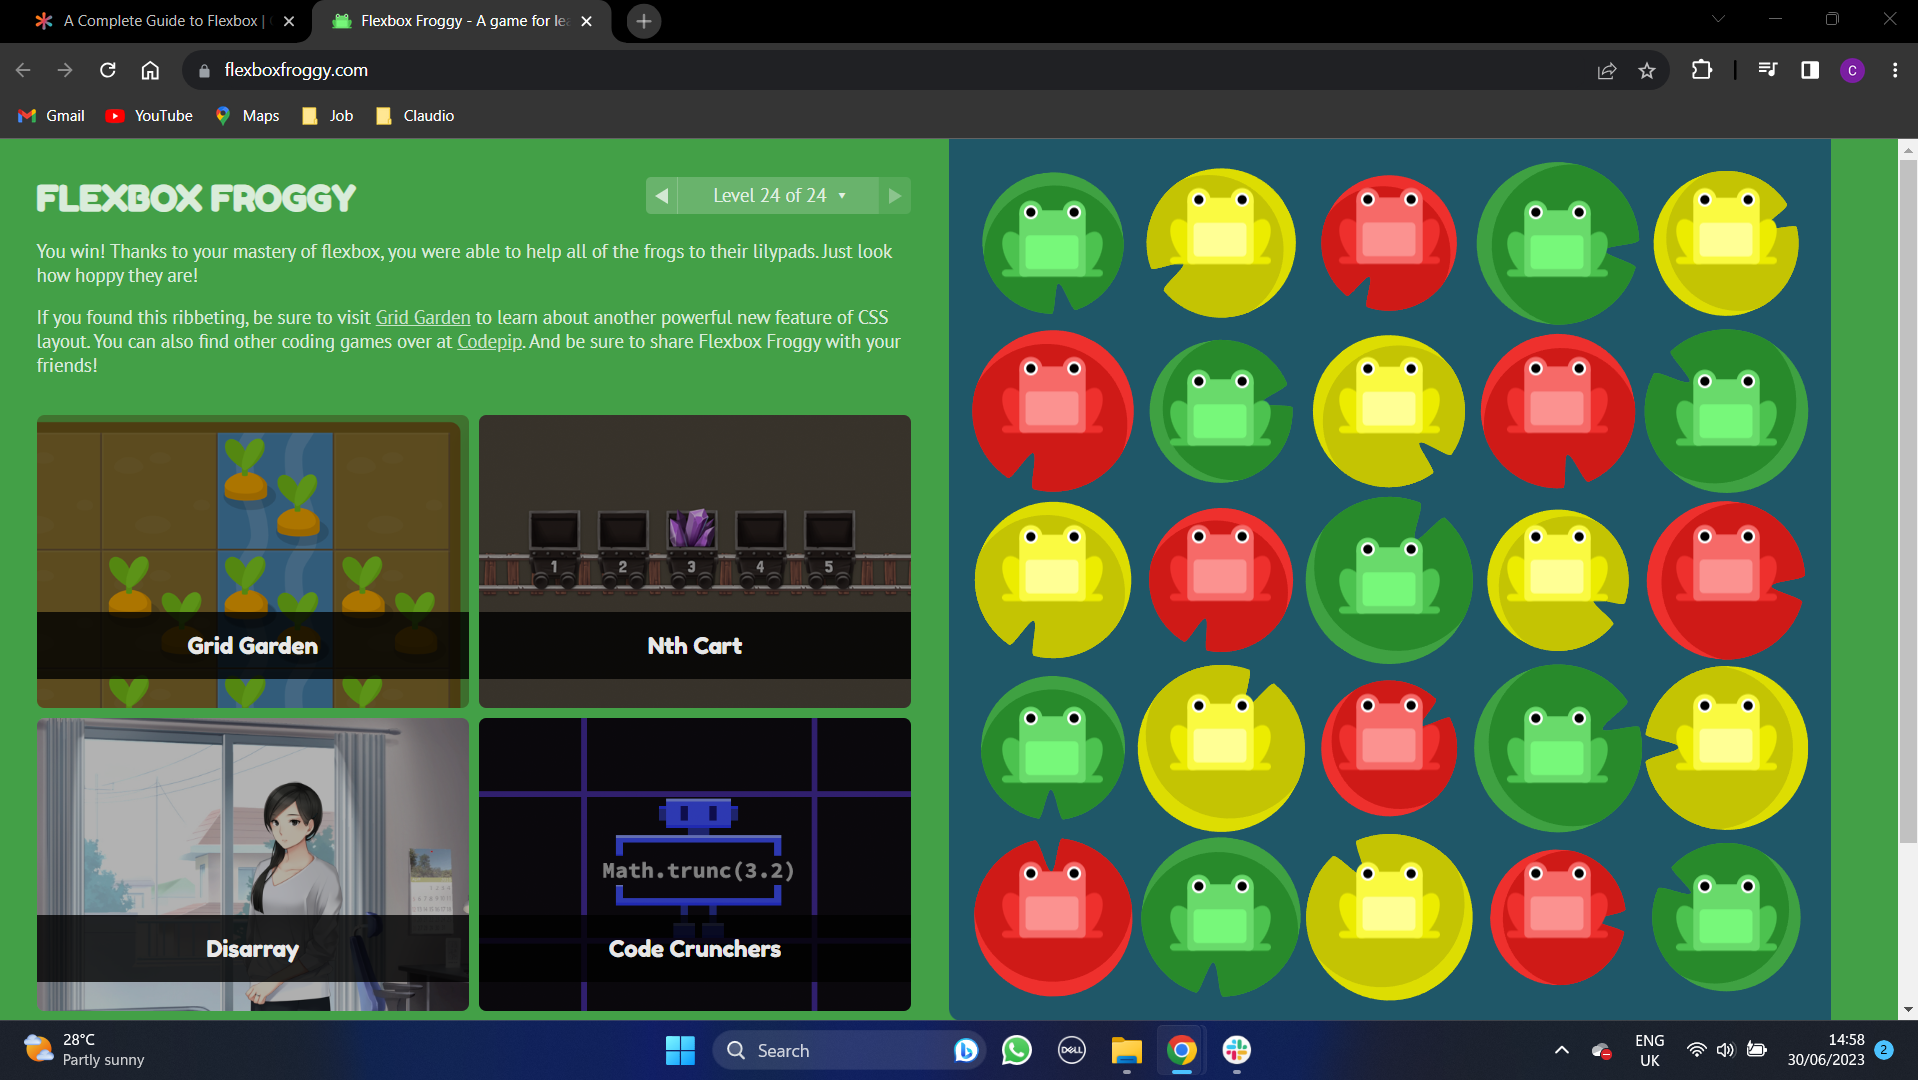 A Complete Guide to Flexbox |
Flexbox Froggy - A game for le
flexboxfroggy.com
C
Gmail
YouTube
Maps
Job
Claudio
FLEXBOX FROGGY
Level 24 of 24
You win! Thanks to your mastery of flexbox, you were able to help all of the frogs to their lilypads. Just look
how hoppy they are!
If you found this ribbeting, be sure to visit Grid Garden to learn about another powerful new feature of CSS
layout. You can also find other coding games over at Codepip. And be sure to share Flexbox Froggy with your
friends!
1 2 3 4 5
Grid Garden
Nth Cart
Math.trunc(3.2)
Disarray
Code Crunchers
28°C
Partly sunny
Search
DELL
ENG
UK
14:58
30/06/2023
2